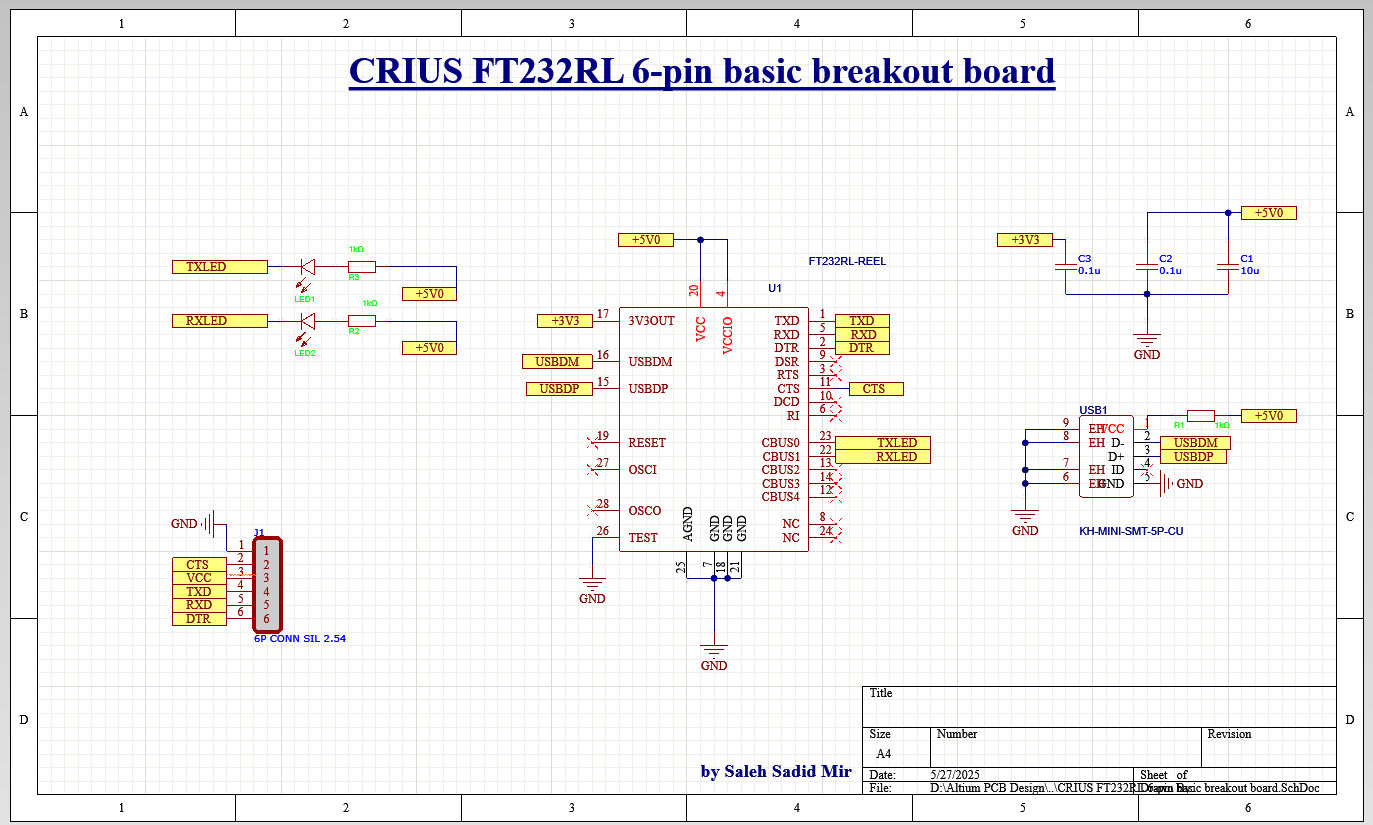 1 2 3 4 5 6
CRIUS FT232RL 6-pin basic breakout board
A A
+5V0
+5V0
+3V3
C3
0.1u
C2
0.1u
C1
10u
GND
1kΩ
TXLED
R3
LED1
+5V0
1kΩ
RXLED
R2
LED2
+5V0
B B
FT232RL-REEL
U1
20 4
VCC
VCCIO
+3V3 17 3V3OUT
USBDM 16 USBDM
USBDP 15 USBDP
19 RESET
27 OSCI
28 OSCO
26 TEST
GND
TXD 1 TXD
RXD 5 RXD
DTR 2 DTR
DSR 9
RTS 3
CTS 11 CTS
DCD 10
RI 6
CBUS0 23 TXLED
CBUS1 22 RXLED
CBUS2 13
CBUS3 14
CBUS4 12
NC 8
NC 24
AGND GND GND GND
25 7 18 21
GND
USB1
R1 1kΩ +5V0
9 EH VCC 1
8 EH D- 2 USBDM
D+ 3 USBDP
7 EH ID 4
6 EH GND 5 GND
GND
KH-MINI-SMT-5P-CU
C C
GND
J1
1 1
CTS 2 2
VCC 3 3
TXD 4 4
RXD 5 5
DTR 6 6
6P CONN SIL 2.54
D D
by Saleh Sadid Mir
Title
Size Number Revision
A4
Date: 5/27/2025 Sheet of
File: D:\Altium PCB Design\..\CRIUS FT232RL 6-pin basic breakout board.SchDoc
Drawn By:
1 2 3 4 5 6